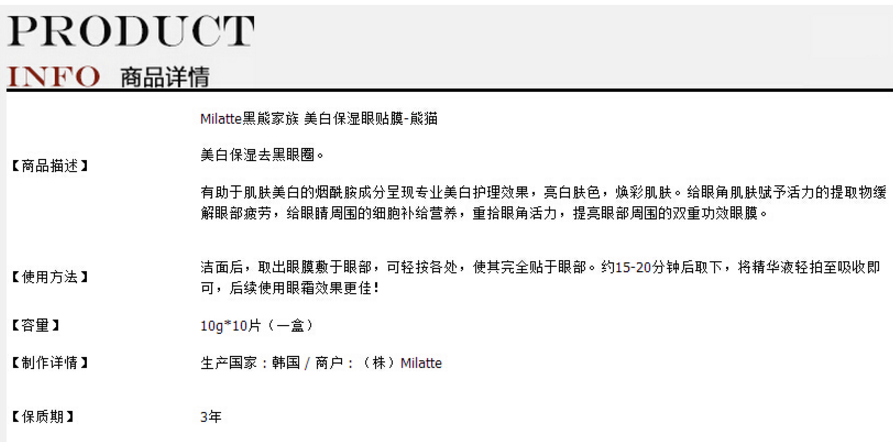 PRODUCT
INFO 商品详情
Milatte黑熊家族 美白保湿眼贴膜-熊猫
【商品描述】
美白保湿去黑眼圈。
有助于肌肤美白的烟酰胺成分呈现专业美白护理效果，亮白肤色，焕彩肌肤。给眼角肌肤赋予活力的提取物缓
解眼部疲劳，给眼睛周围的细胞补给营养，重拾眼角活力，提亮眼部周围的双重功效眼膜。
【使用方法】
洁面后，取出眼膜敷于眼部，可轻按各处，使其完全贴于眼部。约15-20分钟后取下，将精华液轻拍至吸收即
可，后续使用眼霜效果更佳！
【容量】 10g*10片（一盒）
【制作详情】 生产国家：韩国 / 商户：（株）Milatte
【保质期】 3年